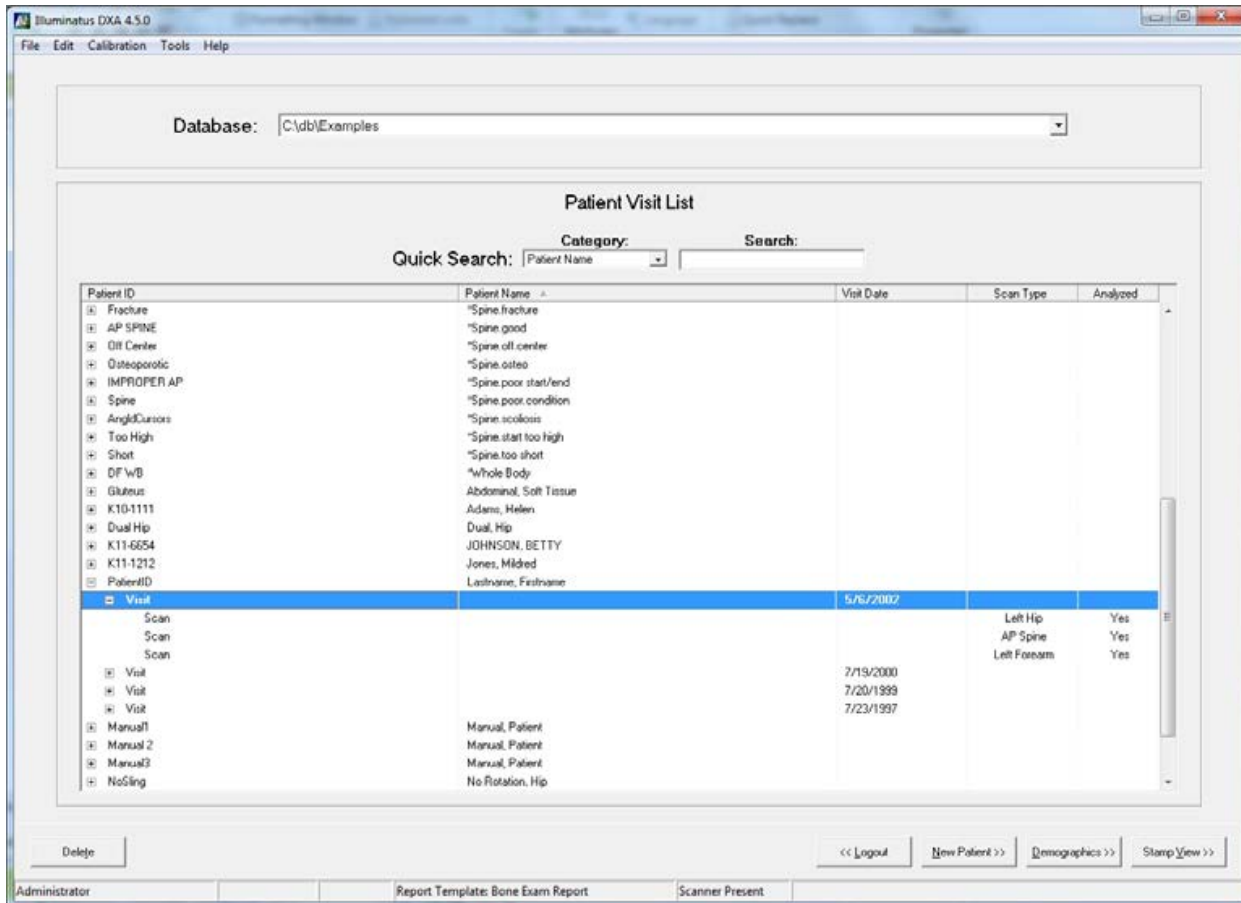 Illuminatus DXA 4.5.0
File Edit Calibration Tools Help
Database: C:\db\Examples
Patient Visit List
Category: Search:
Quick Search: Patient Name
Patient ID Patient Name Visit Date Scan Type Analyzed
Fracture *Spine.fracture
AP SPINE *Spine.good
Off Center *Spine.off.center
Osteoporotic *Spine.osteo
IMPROPER AP *Spine.poor start/end
Spine *Spine.poor.condition
AngldCursors *Spine.scoliosis
Too High *Spine.start too high
Short *Spine.too short
DF WB *Whole Body
Gluteus Abdominal, Soft Tissue
K10-1111 Adams, Helen
Dual Hip Dual, Hip
K11-6654 JOHNSON, BETTY
K11-1212 Jones, Mildred
PatientID Lastname, Firstname
Visit 5/6/2002
Scan Left Hip Yes
Scan AP Spine Yes
Scan Left Forearm Yes
Visit 7/19/2000
Visit 7/20/1999
Visit 7/23/1997
Manual1 Manual, Patient
Manual 2 Manual, Patient
Manual3 Manual, Patient
NoSling No Rotation, Hip
Delete << Logout New Patient >> Demographics >> Stamp View >>
Administrator Report Template: Bone Exam Report Scanner Present